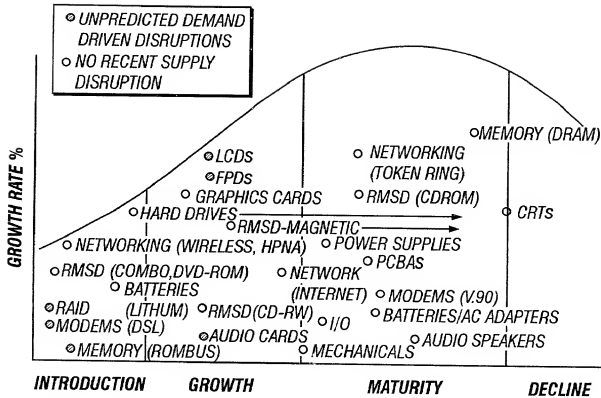 UNPREDICTED DEMAND
DRIVEN DISRUPTIONS
NO RECENT SUPPLY
DISRUPTION
GROWTH RATE %
MEMORY (DRAM)
LCDs
NETWORKING
(TOKEN RING)
FPDs
GRAPHICS CARDS
RMSD (CDROM)
HARD DRIVES
CRTs
RMSD-MAGNETIC
NETWORKING (WIRELESS, HPNA)
POWER SUPPLIES
PCBAS
RMSD (COMBO,DVD-ROM)
NETWORK
(INTERNET)
BATTERIES
(LITHUM)
MODEMS (V.90)
RAID
RMSD(CD-RW)
BATTERIES/AC ADAPTERS
I/O
MODEMS (DSL)
AUDIO CARDS
AUDIO SPEAKERS
MEMORY (ROMBUS)
MECHANICALS
INTRODUCTION
GROWTH
MATURITY
DECLINE